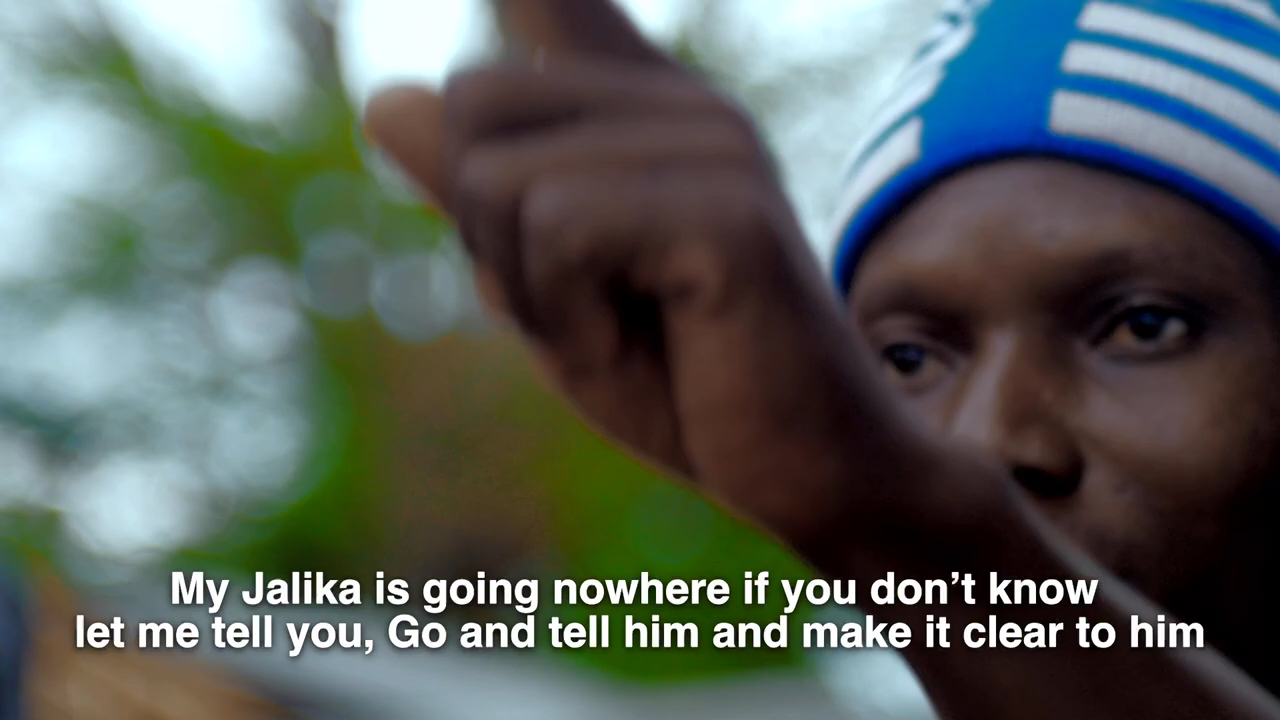 My Jalika is going nowhere if you don’t know
let me tell you, Go and tell him and make it clear to him